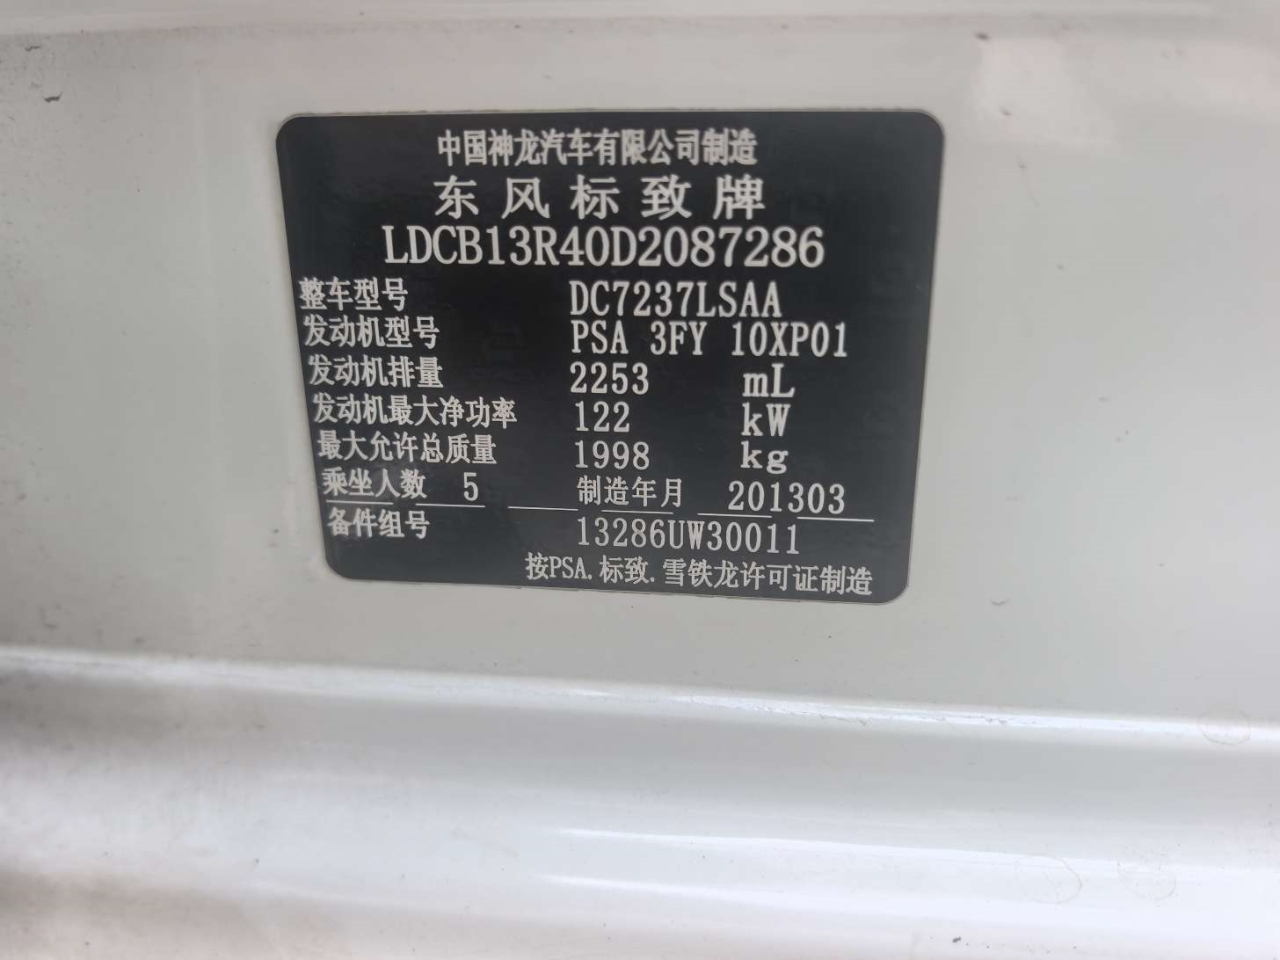 中国神龙汽车有限公司制造
东风标致牌
LDCB13R40D2087286
整车型号 DC7237LSAA
发动机型号 PSA 3FY 10XP01
发动机排量 2253 mL
发动机最大净功率 122 kW
最大允许总质量 1998 kg
乘坐人数 5 制造年月 201303
备件组号 13286UW30011
按PSA.标致.雪铁龙许可证制造